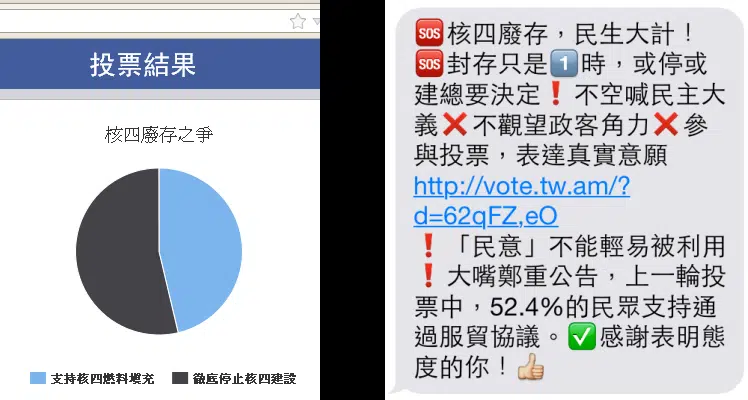 投票結果
核四廢存之爭
支持核四燃料填充
徹底停止核四建設
🆘核四廢存，民生大計！
🆘封存只是1️⃣時，或停或
建總要決定❗不空喊民主大
義❌不觀望政客角力❌參
與投票，表達真實意願
http://vote.tw.am/?
d=62qFZ,eO
❗「民意」不能輕易被利用
❗大嘴鄭重公告，上一輪投
票中，52.4%的民眾支持通
過服貿協議。✅感謝表明態
度的你！👍🏼